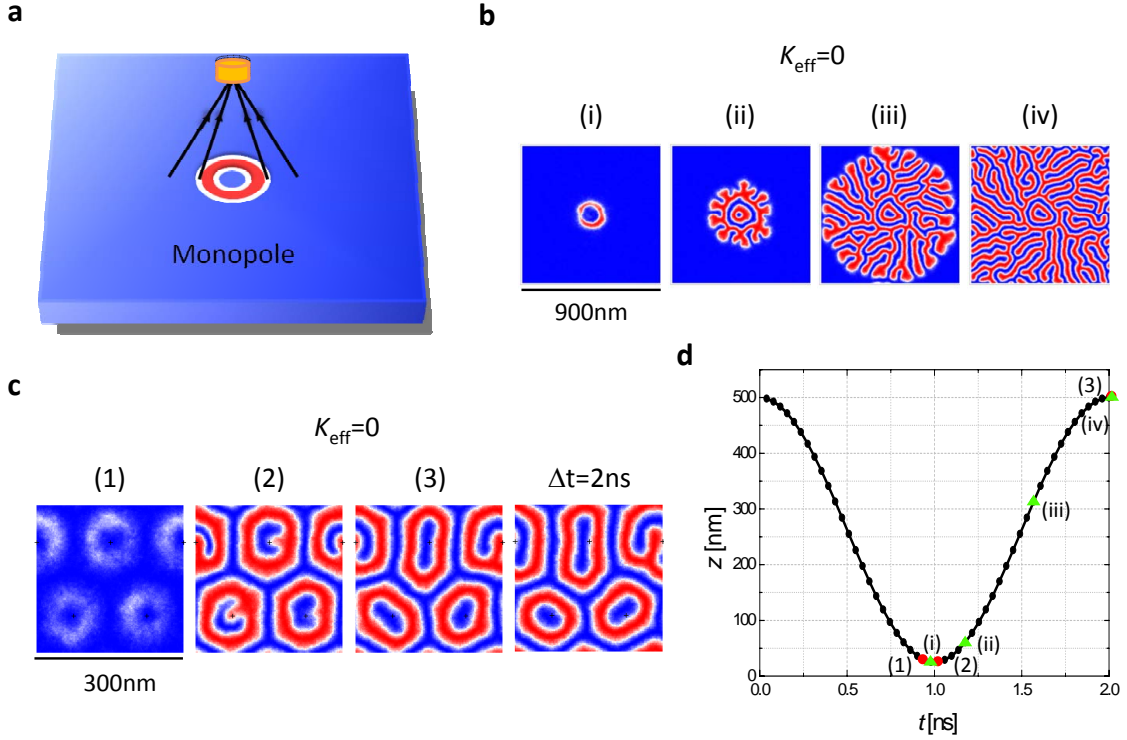 a
Monopole
b
K_eff=0
(i) (ii) (iii) (iv)
900nm
c
K_eff=0
(1) (2) (3) Δt=2ns
300nm
d
500
400
300
200
100
50
0
0.0 0.5 1.0 1.5 2.0
z [nm]
t [ns]
(1)
(i)
(2)
(ii)
(iii)
(3)
(iv)